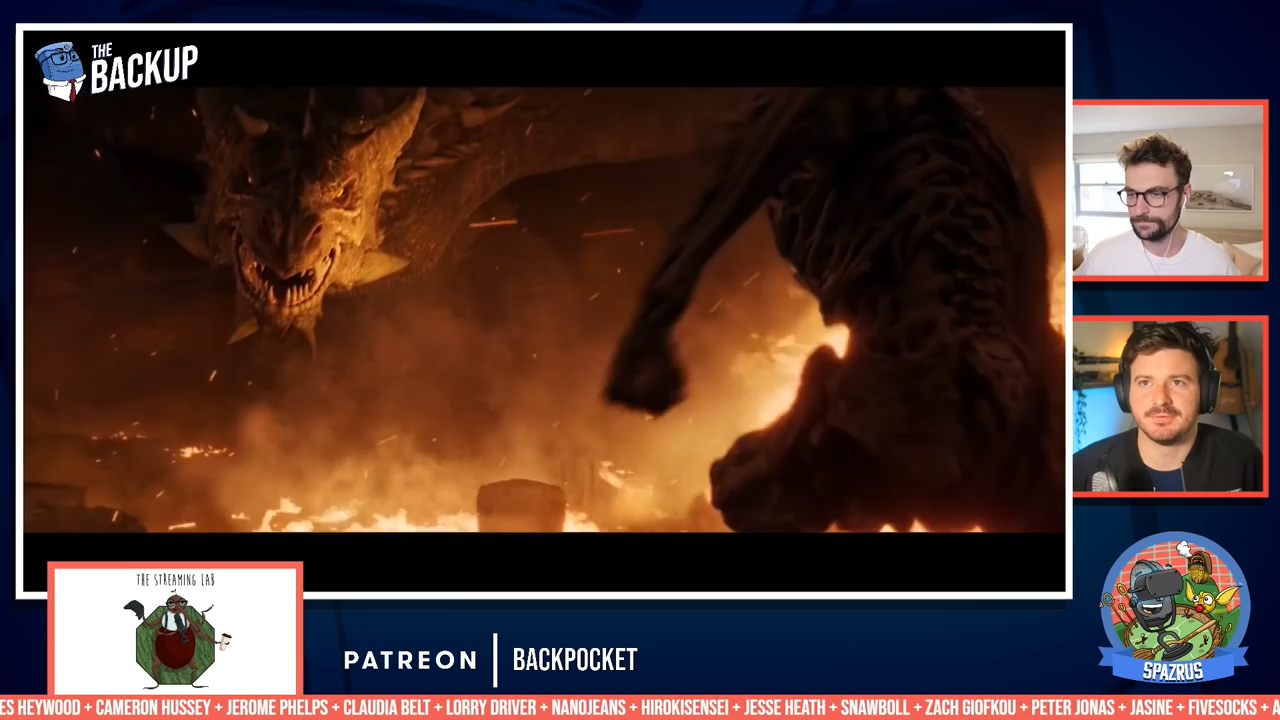 THE
BACKUP
THE STREAMING LAB
PATREON | BACKPOCKET
SPAZRUS
ES HEYWOOD + CAMERON HUSSEY + JEROME PHELPS + CLAUDIA BELT + LORRY DRIVER + NANOJEANS + HIROKISENSEI + JESSE HEATH + SNAWBOLL + ZACH GIOFKOU + PETER JONAS + JASINE + FIVESOCKS + A